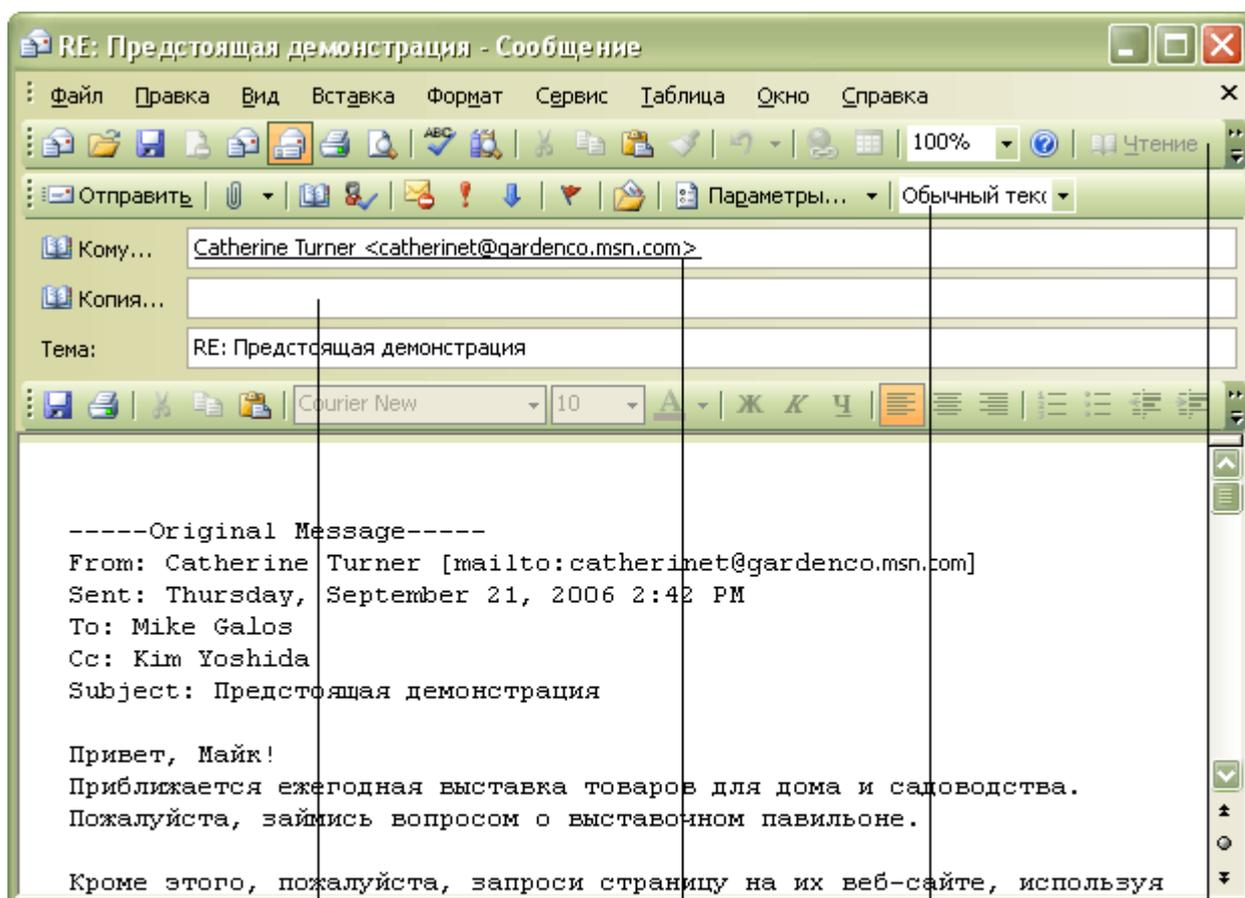 RE: Предстоящая демонстрация - Сообщение
Файл Правка Вид Вставка Формат Сервис Таблица Окно Справка
ABC 100% Чтение
Отправить Параметры... Обычный текс
Кому... Catherine Turner <catherinet@gardenco.msn.com>
Копия...
Тема: RE: Предстоящая демонстрация
Courier New 10 A Ж К Ч
-----Original Message-----
From: Catherine Turner [mailto:catherinet@gardenco.msn.com]
Sent: Thursday, September 21, 2006 2:42 PM
To: Mike Galos
Cc: Kim Yoshida
Subject: Предстоящая демонстрация
Привет, Майк!
Приближается ежегодная выставка товаров для дома и садоводства.
Пожалуйста, займись вопросом о выставочном павильоне.
Кроме этого, пожалуйста, запроси страницу на их веб-сайте, используя